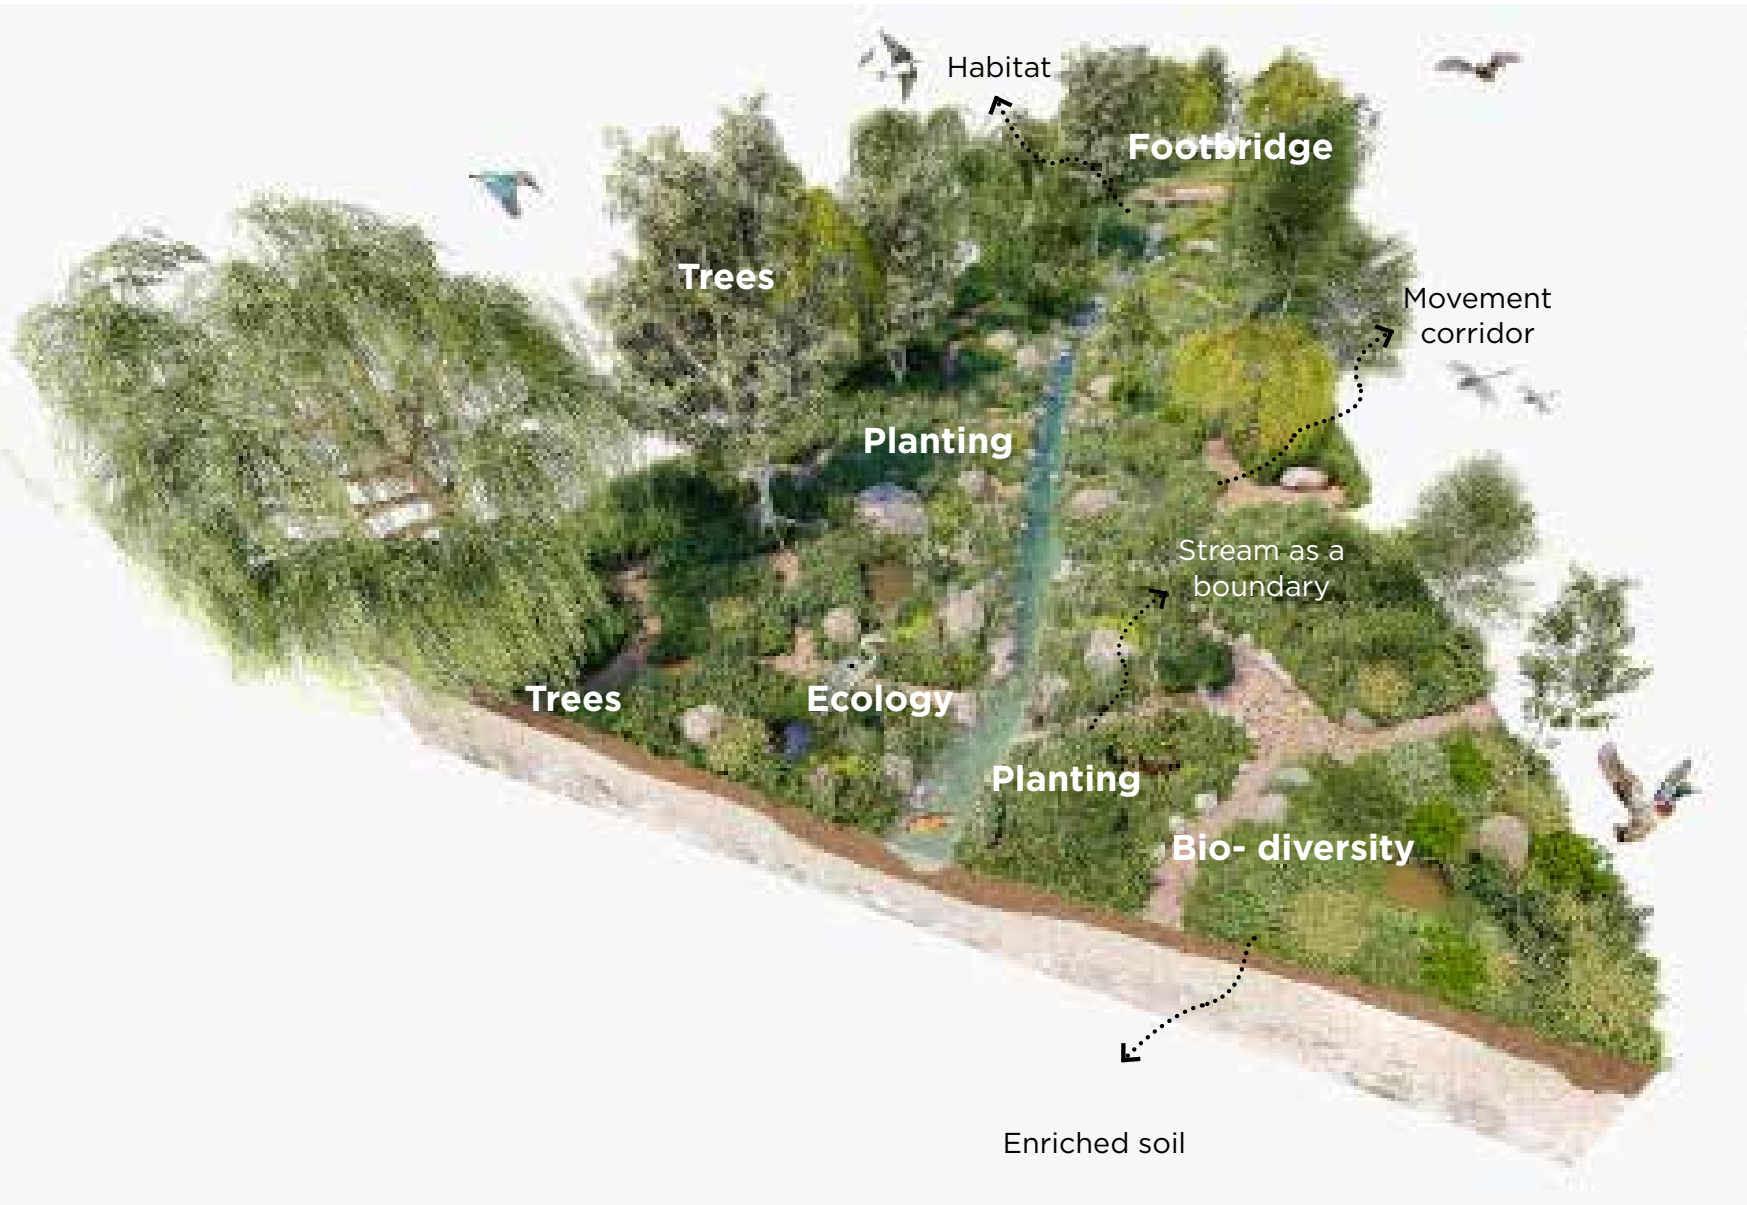 Habitat
Footbridge
Trees
Movement
corridor
Planting
Stream as a
boundary
Trees
Ecology
Planting
Bio- diversity
Enriched soil